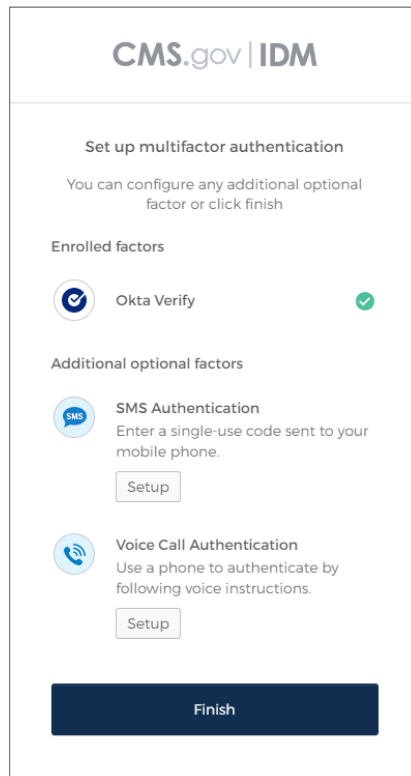 CMS.gov | IDM
Set up multifactor authentication
You can configure any additional optional
factor or click finish
Enrolled factors
Okta Verify
Additional optional factors
SMS
SMS Authentication
Enter a single-use code sent to your
mobile phone.
Setup
Voice Call Authentication
Use a phone to authenticate by
following voice instructions.
Setup
Finish